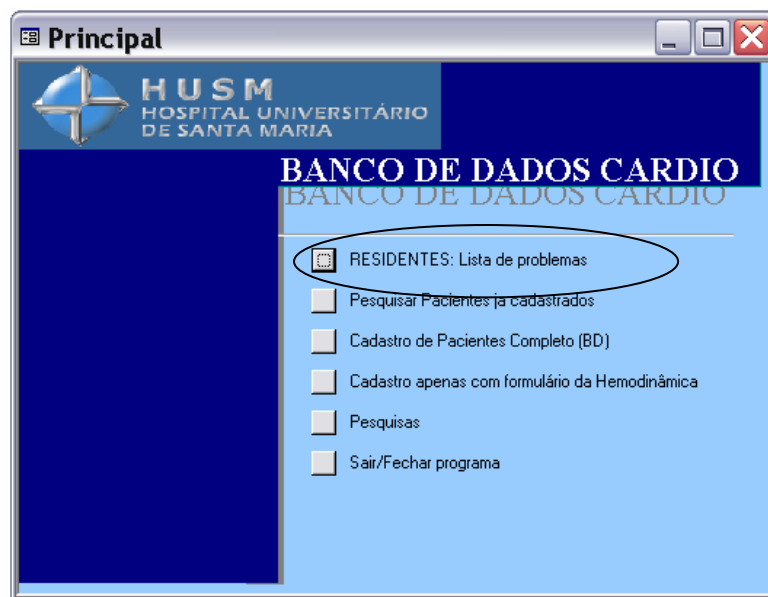 Principal
HUSM
HOSPITAL UNIVERSITÁRIO
DE SANTA MARIA
BANCO DE DADOS CARDIO
BANCO DE DADOS CARDIO
RESIDENTES: Lista de problemas
Pesquisar Pacientes ja cadastrados
Cadastro de Pacientes Completo (BD)
Cadastro apenas com formulário da Hemodinâmica
Pesquisas
Sair/Fechar programa